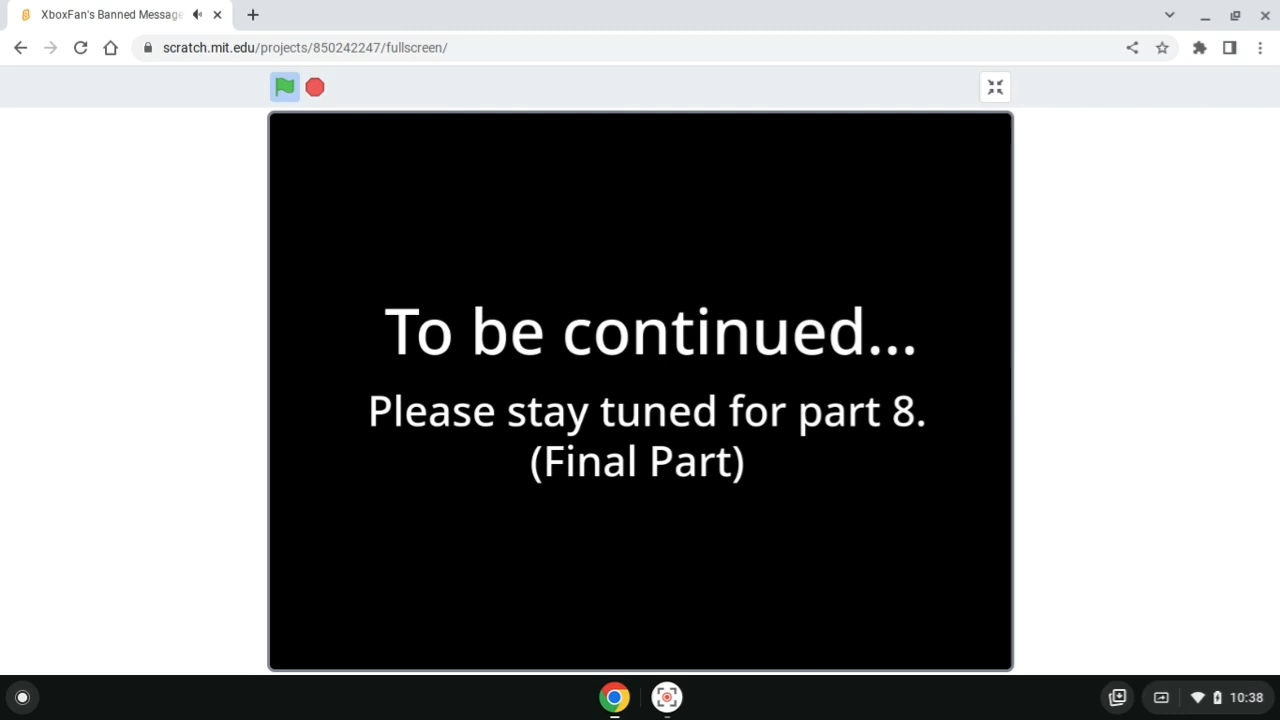 XboxFan's Banned Message
scratch.mit.edu/projects/850242247/fullscreen/
To be continued...
Please stay tuned for part 8.
(Final Part)
10:38